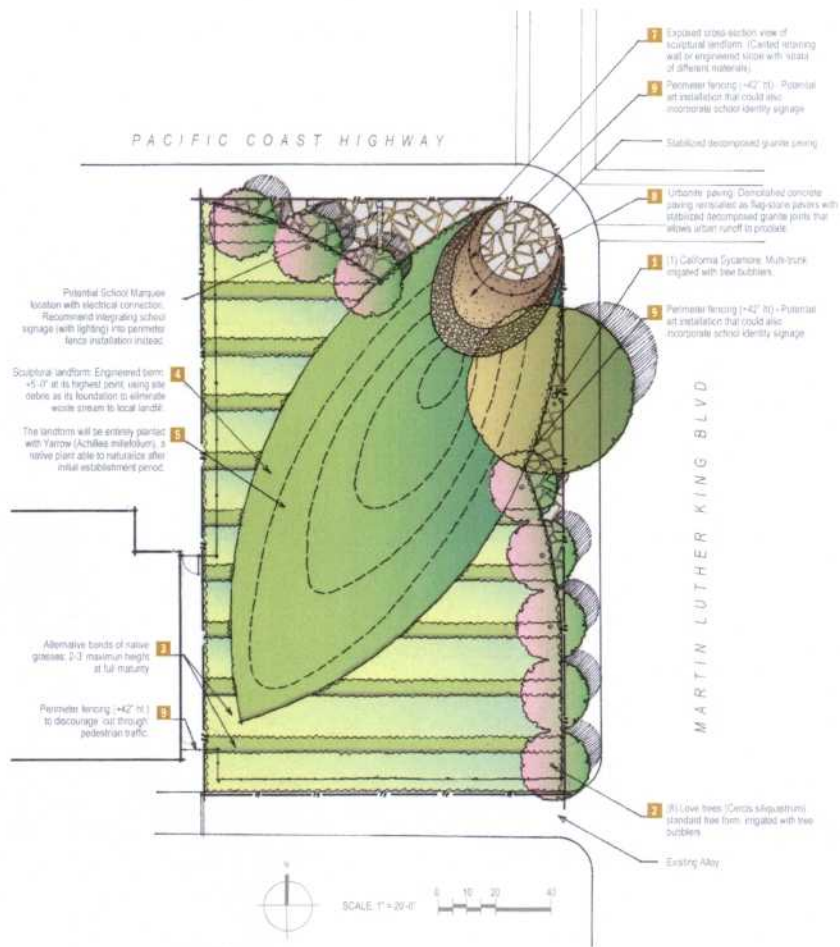 PACIFIC COAST HIGHWAY
7
Exposed cross-section view of
sculptural landform. (Canted retaining
wall or engineered slope with strata
of different materials)
9
Perimeter fencing (+42" ht) - Potential
art installation that could also
incorporate school identity signage
Stabilized decomposed granite paving
8
Urbanite paving: Demolished concrete
paving reinstalled as flag-stone pavers with
stabilized decomposed granite joints that
allows urban runoff to
1
(1) California Sycamore: Multi-trunk
irrigated with tree bubblers.
9
Perimeter fencing (+42" ht) - Potential
art installation that could also
incorporate school identity signage
Potential School Marquee
location with electrical connection.
Recommend integrating school
signage (with lighting) into perimeter
fence installation instead.
Sculptural landform: Engineered berm,
4
+5'-0" at its highest point, using site
debris as its foundation to eliminate
waste stream to local landfill.
The landform will be entirely planted
5
with Yarrow (Achillea millefolium), a
native plant able to naturalize after
initial establishment period.
MARTIN LUTHER KING BLVD
Alternative bands of native
3
grasses; 2-3' maximun height
at full maturity
Perimeter fencing (+42" ht.)
9
to discourage cut through
pedestrian traffic.
2
(8) Love trees (Cercis siliquastrum)
standard tree form, irrigated with tree
bubblers
Existing Alley
N
SCALE: 1" = 20'-0"
0 10 20 40